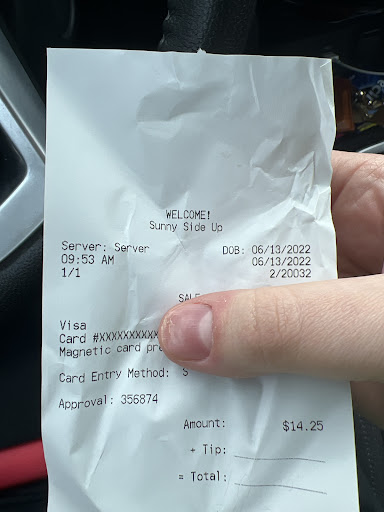 WELCOME!
Sunny Side Up
Server: Server DOB: 06/13/2022
09:53 AM 06/13/2022
1/1 2/20032
SALE
Visa
Card #XXXXXXXXXX
Magnetic card
Card Entry Method: S
Approval: 356874
Amount: $14.25
+ Tip:
= Total: